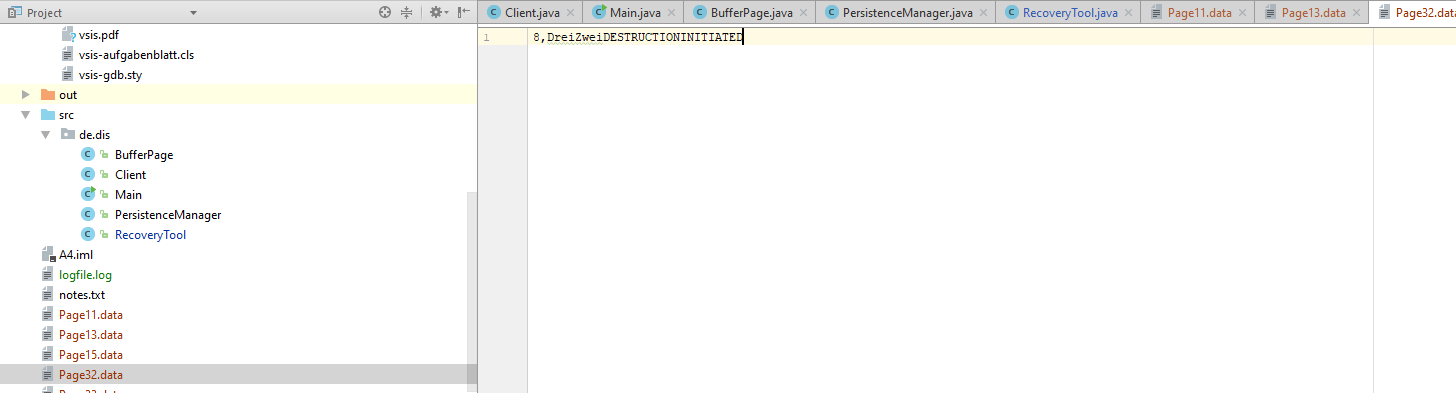 Project
Client.java
Main.java
BufferPage.java
PersistenceManager.java
RecoveryTool.java
Page11.data
Page13.data
Page32.data
vsis.pdf
vsis-aufgabenblatt.cls
vsis-gdb.sty
out
src
de.dis
BufferPage
Client
Main
PersistenceManager
RecoveryTool
A4.iml
logfile.log
notes.txt
Page11.data
Page13.data
Page15.data
Page32.data
1 8,DreiZweiDESTRUCTIONINITIATED